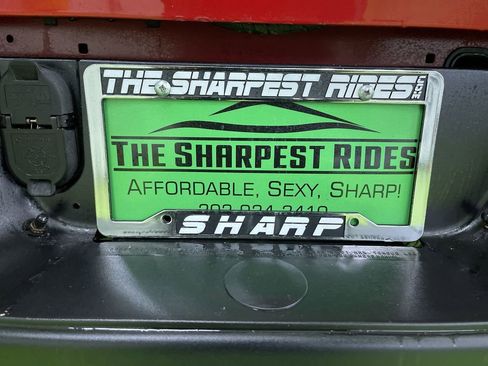 THE SHARPEST RIDES
THE SHARPEST RIDES
AFFORDABLE, SEXY, SHARP!
SHARP